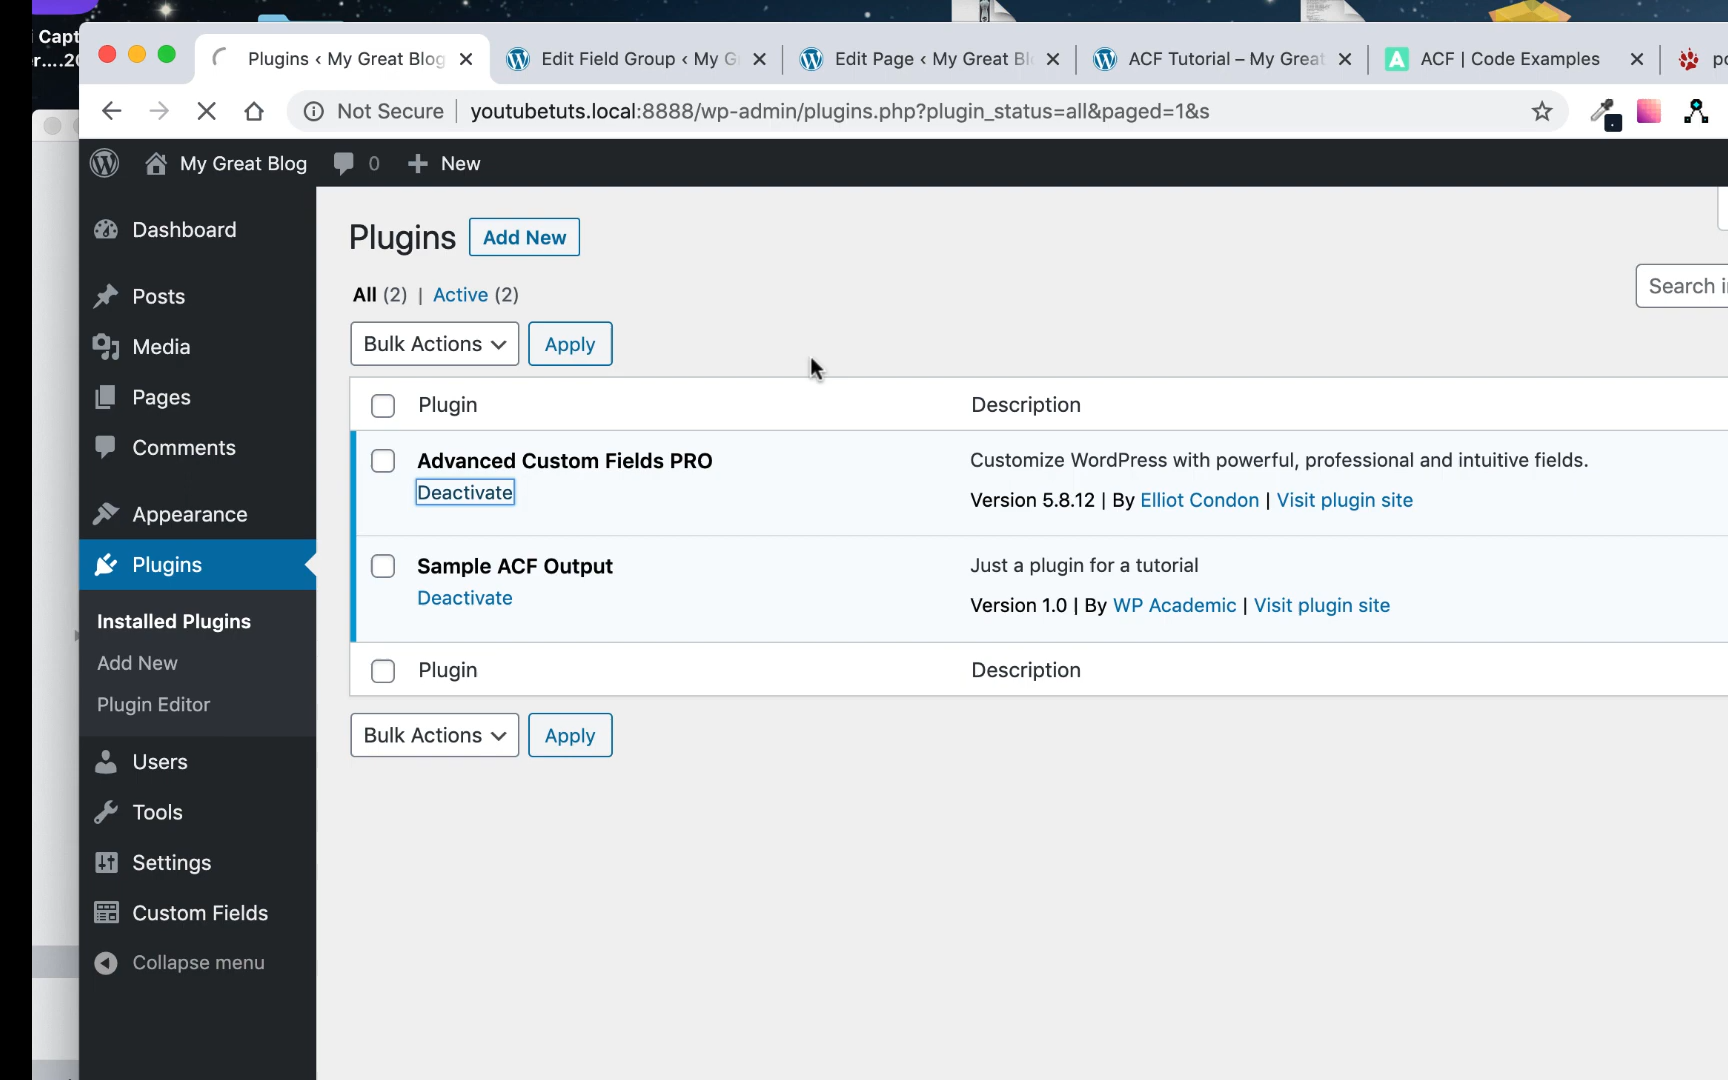 i Capt
r....20
Plugins ‹ My Great Blog
Edit Field Group ‹ My G
Edit Page ‹ My Great Bl
ACF Tutorial – My Great
ACF | Code Examples
po
Not Secure
youtubetuts.local:8888/wp-admin/plugins.php?plugin_status=all&paged=1&s
My Great Blog
0
New
Dashboard
Posts
Media
Pages
Comments
Appearance
Plugins
Installed Plugins
Add New
Plugin Editor
Users
Tools
Settings
Custom Fields
Collapse menu
Plugins
Add New
All (2) | Active (2)
Search i
Bulk Actions
Apply
Plugin
Description
Advanced Custom Fields PRO
Deactivate
Customize WordPress with powerful, professional and intuitive fields.
Version 5.8.12 | By Elliot Condon | Visit plugin site
Sample ACF Output
Deactivate
Just a plugin for a tutorial
Version 1.0 | By WP Academic | Visit plugin site
Plugin
Description
Bulk Actions
Apply